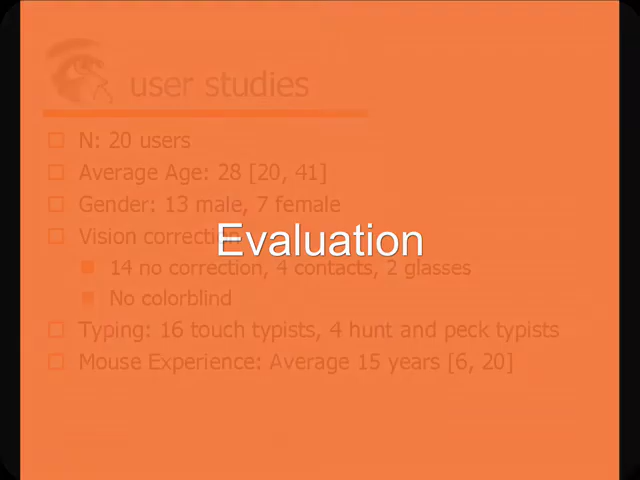 user studies
N: 20 users
Average Age: 28 [20, 41]
Gender: 13 male, 7 female
Vision correction
Evaluation
14 no correction, 4 contacts, 2 glasses
No colorblind
Typing: 16 touch typists, 4 hunt and peck typists
Mouse Experience: Average 15 years [6, 20]